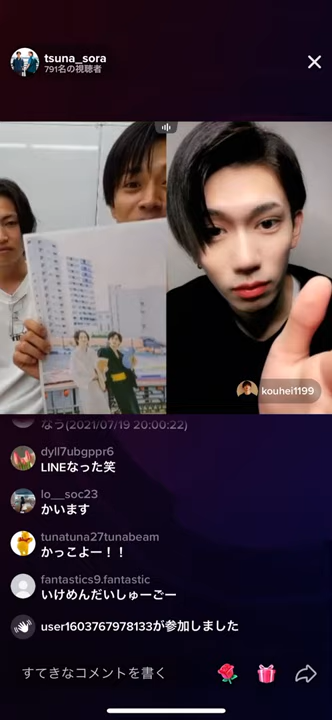 tsuna_sora
791名の視聴者
kouhei1199
なう(2021/07/19 20:00:22)
dyll7ubgppr6
LINEなった笑
lo__soc23
かいます
tunatuna27tunabeam
かっこよー！！
fantastics9.fantastic
いけめんだいしゅーごー
user1603767978133が参加しました
すてきなコメントを書く